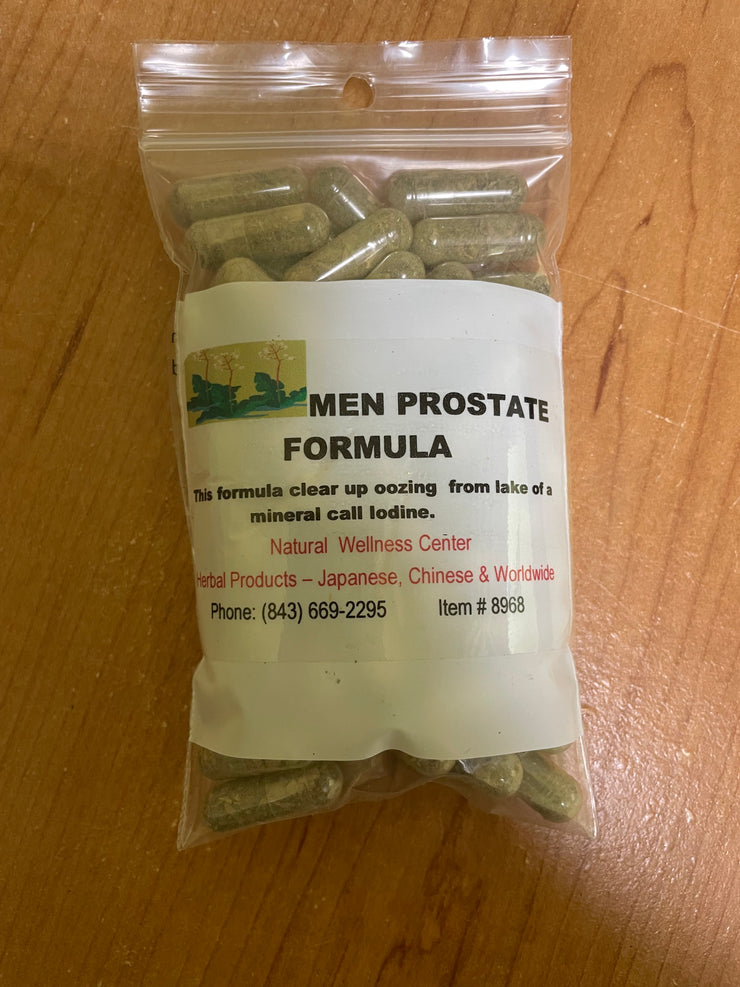 MEN PROSTATE
FORMULA
This formula clear up oozing from lake of a
mineral call Iodine.
Natural Wellness Center
Herbal Products – Japanese, Chinese & Worldwide
Phone: (843) 669-2295 Item # 8968